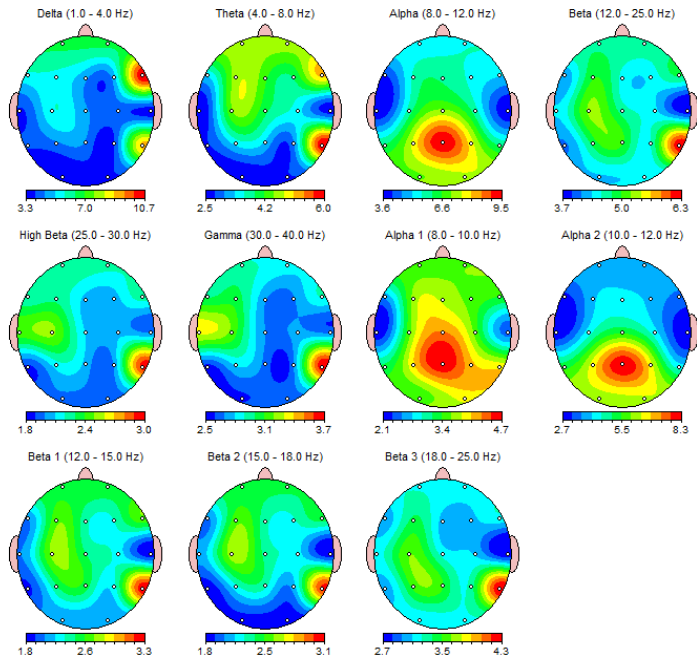 Delta (1.0 - 4.0 Hz) Theta (4.0 - 8.0 Hz) Alpha (8.0 - 12.0 Hz) Beta (12.0 - 25.0 Hz)
3.3 7.0 10.7 2.5 4.2 6.0 3.6 6.6 9.5 3.7 5.0 6.3
High Beta (25.0 - 30.0 Hz) Gamma (30.0 - 40.0 Hz) Alpha 1 (8.0 - 10.0 Hz) Alpha 2 (10.0 - 12.0 Hz)
1.8 2.4 3.0 2.5 3.1 3.7 2.1 3.4 4.7 2.7 5.5 8.3
Beta 1 (12.0 - 15.0 Hz) Beta 2 (15.0 - 18.0 Hz) Beta 3 (18.0 - 25.0 Hz)
1.8 2.6 3.3 1.8 2.5 3.1 2.7 3.5 4.3